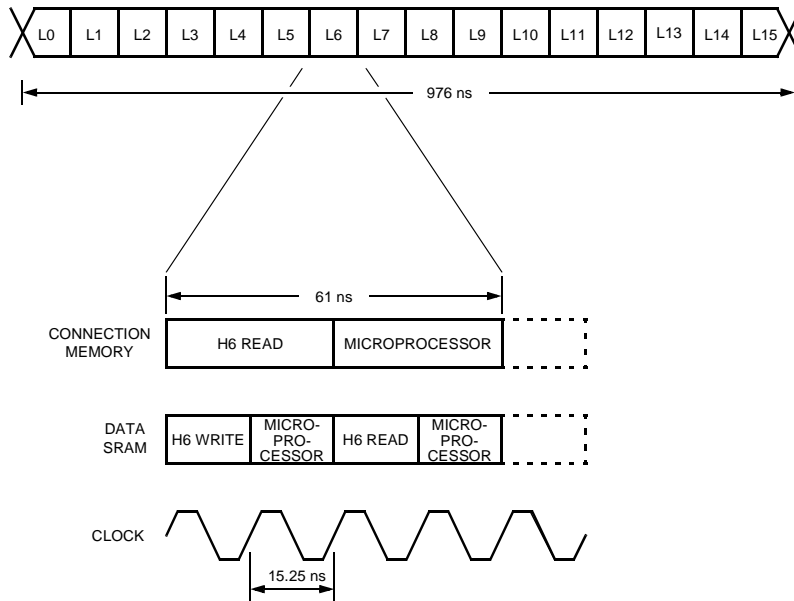 L0 L1 L2 L3 L4 L5 L6 L7 L8 L9 L10 L11 L12 L13 L14 L15
976 ns
61 ns
CONNECTION
MEMORY
H6 READ
MICROPROCESSOR
DATA
SRAM
H6 WRITE
MICRO-
PRO-
CESSOR
H6 READ
MICRO-
PRO-
CESSOR
CLOCK
15.25 ns